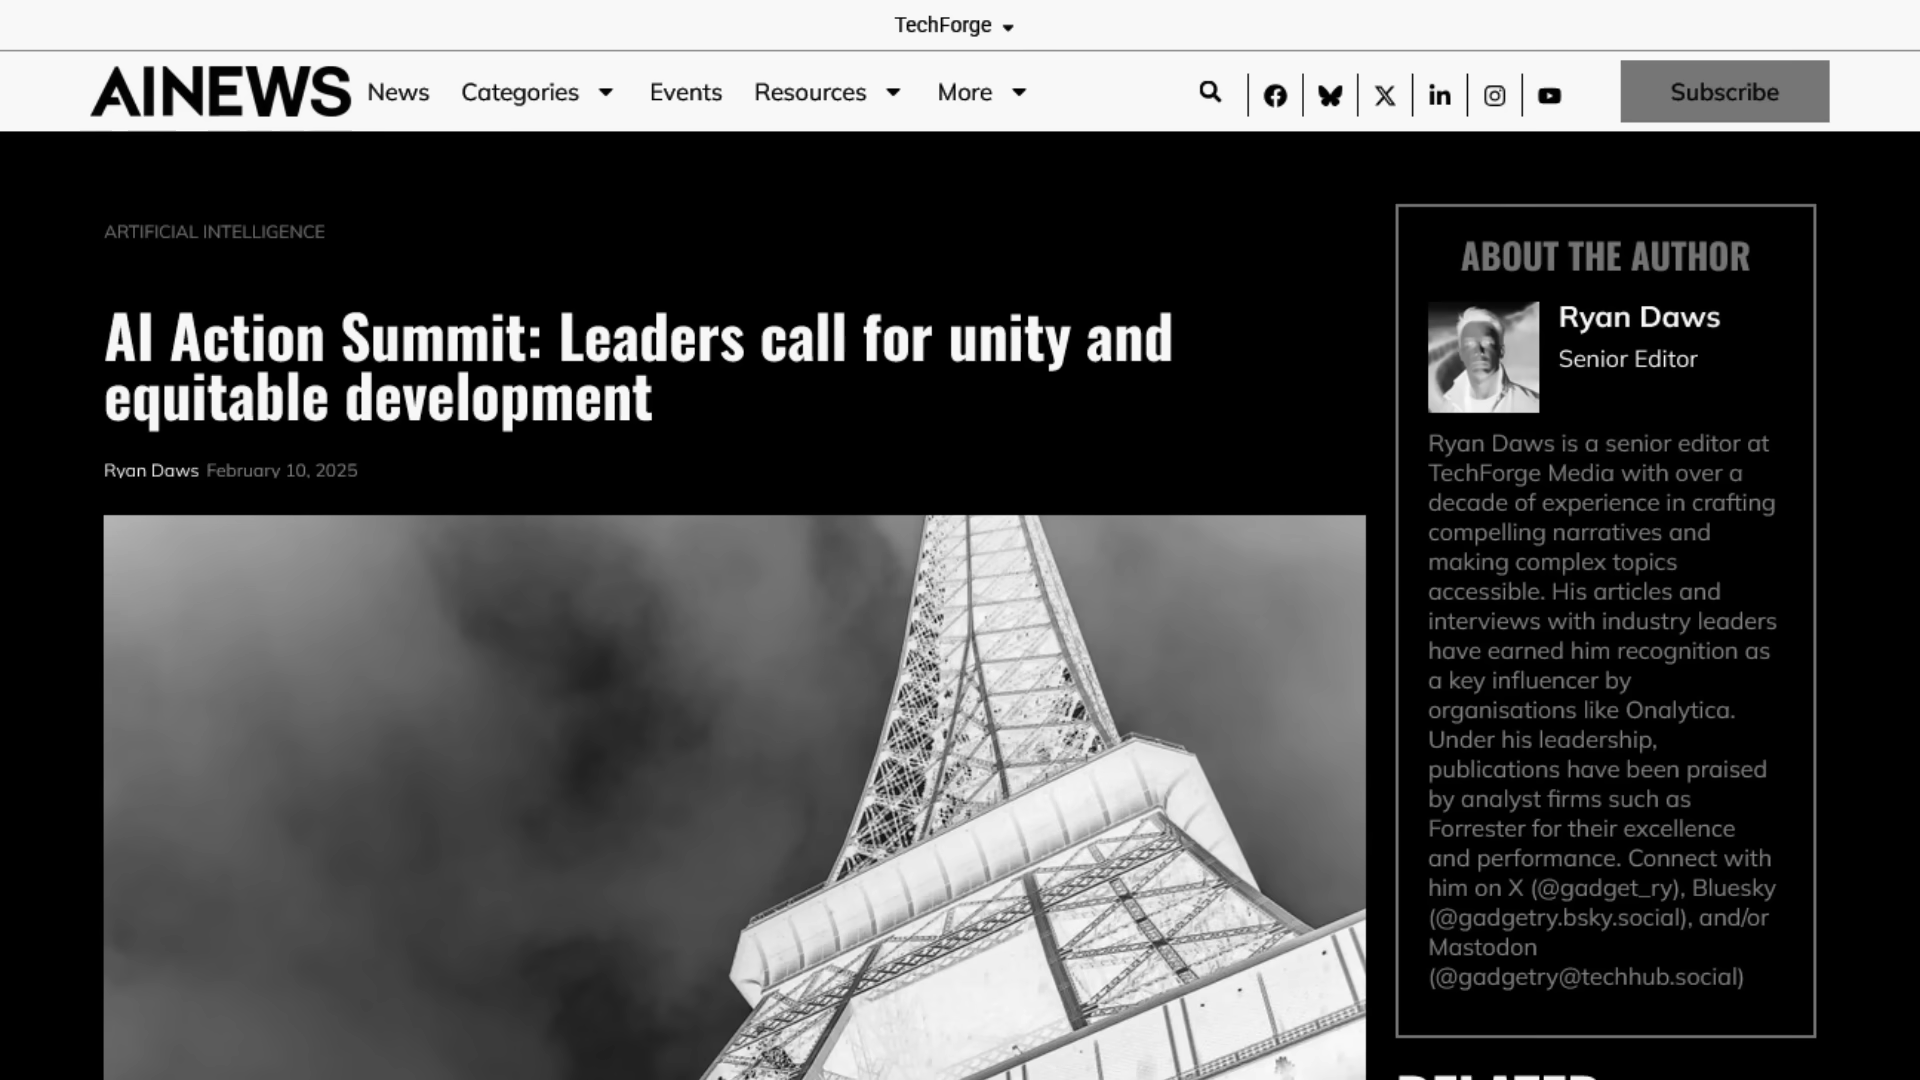 TechForge
AINEWS
News
Categories
Events
Resources
More
Subscribe
ARTIFICIAL INTELLIGENCE
AI Action Summit: Leaders call for unity and
equitable development
Ryan Daws February 10, 2025
ABOUT THE AUTHOR
Ryan Daws
Senior Editor
Ryan Daws is a senior editor at
TechForge Media with over a
decade of experience in crafting
compelling narratives and
making complex topics
accessible. His articles and
interviews with industry leaders
have earned him recognition as
a key influencer by
organisations like Onalytica.
Under his leadership,
publications have been praised
by analyst firms such as
Forrester for their excellence
and performance. Connect with
him on X (@gadget_ry), Bluesky
(@gadgetry.bsky.social), and/or
Mastodon
(@gadgetry@techhub.social)
RELATED